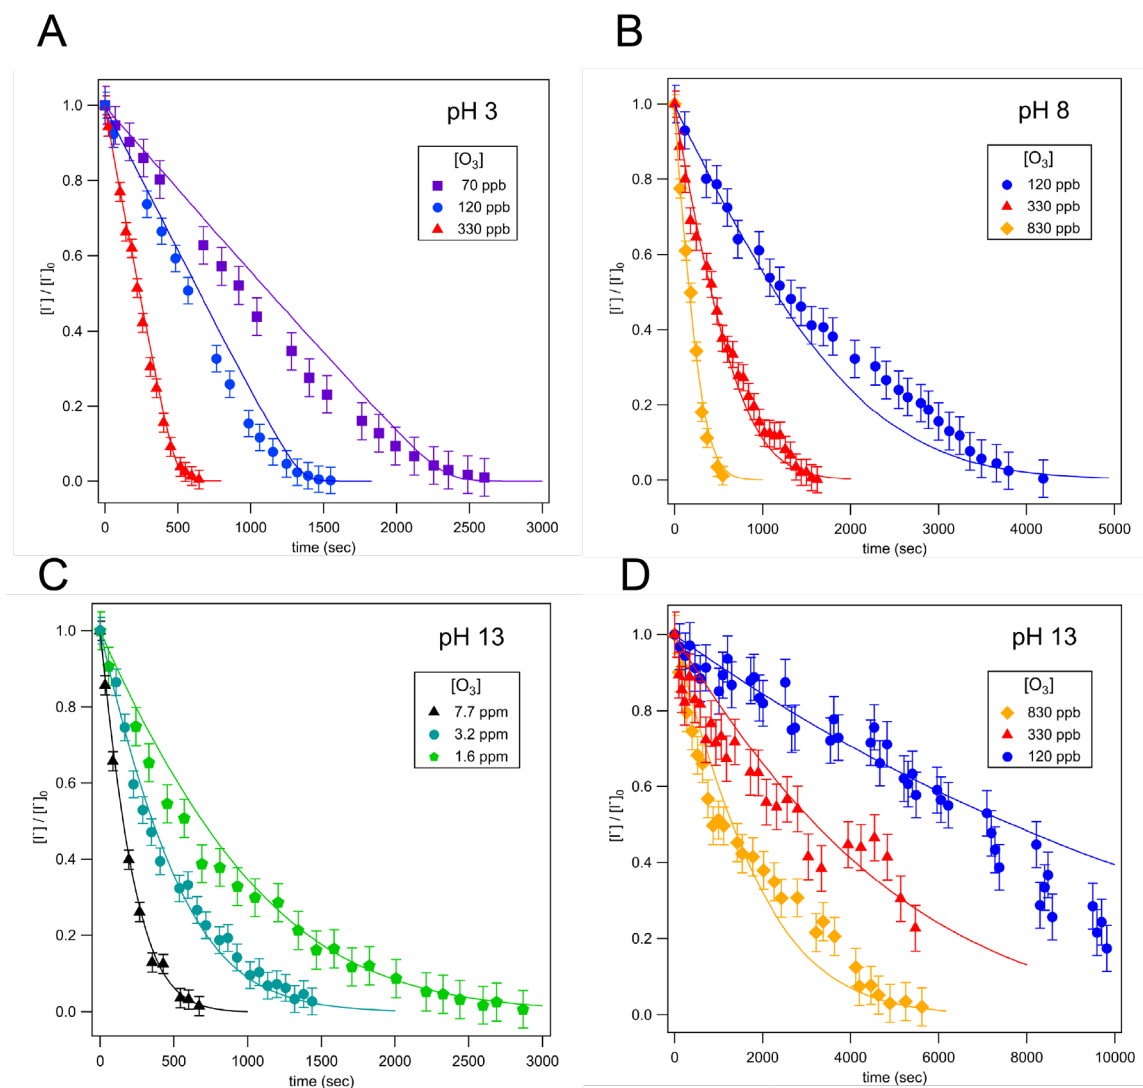 A
pH 3
[O3]
70 ppb
120 ppb
330 ppb
1.0
0.8
0.6
0.4
0.2
0.0
[I-] / [I-]0
0
500
1000
1500
2000
2500
3000
time (sec)
B
pH 8
[O3]
120 ppb
330 ppb
830 ppb
1.0
0.8
0.6
0.4
0.2
0.0
[I-] / [I-]0
0
1000
2000
3000
4000
5000
time (sec)
C
pH 13
[O3]
7.7 ppm
3.2 ppm
1.6 ppm
1.0
0.8
0.6
0.4
0.2
0.0
[I-] / [I-]0
0
500
1000
1500
2000
2500
3000
time (sec)
D
pH 13
[O3]
830 ppb
330 ppb
120 ppb
1.0
0.8
0.6
0.4
0.2
0.0
[I-] / [I-]0
0
2000
4000
6000
8000
10000
time (sec)